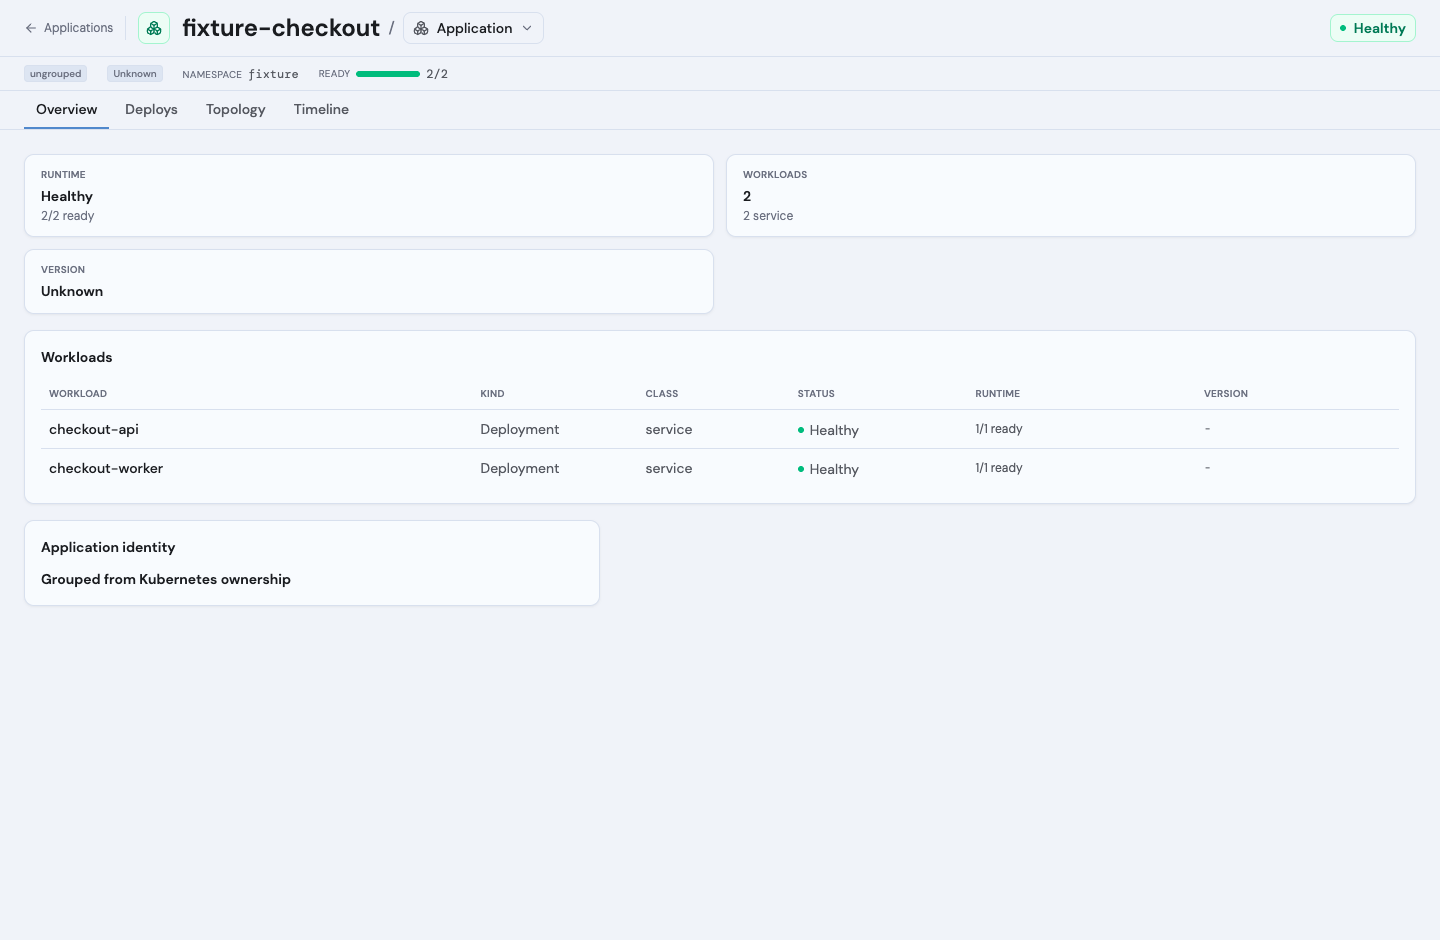 Applications
fixture-checkout / Application
Healthy
ungrouped Unknown NAMESPACE fixture READY 2/2
Overview Deploys Topology Timeline
RUNTIME
Healthy
2/2 ready
WORKLOADS
2
2 service
VERSION
Unknown
Workloads
WORKLOAD KIND CLASS STATUS RUNTIME VERSION
checkout-api Deployment service Healthy 1/1 ready -
checkout-worker Deployment service Healthy 1/1 ready -
Application identity
Grouped from Kubernetes ownership